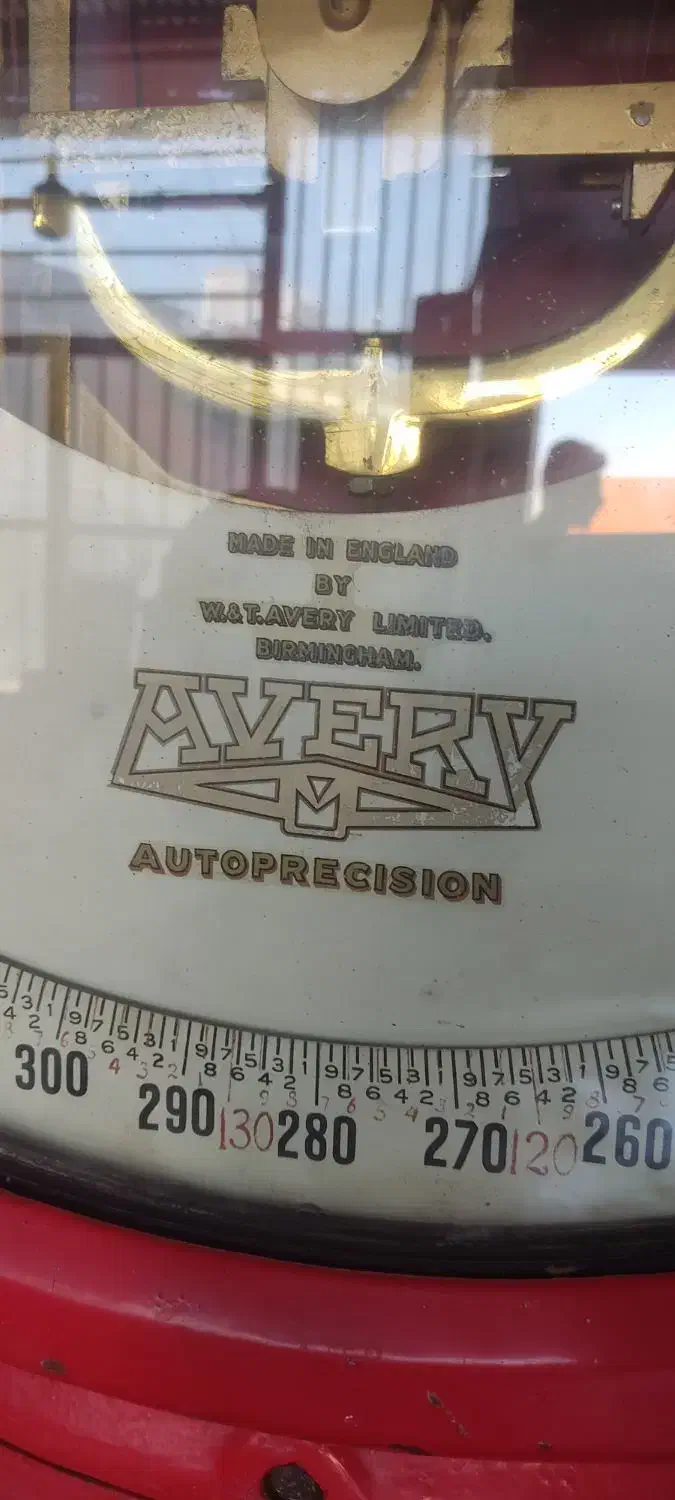 MADE IN ENGLAND
BY
W.&T. AVERY LIMITED.
BIRMINGHAM.
AVERY
AUTOPRECISION
300 290 130 280 270 120 260